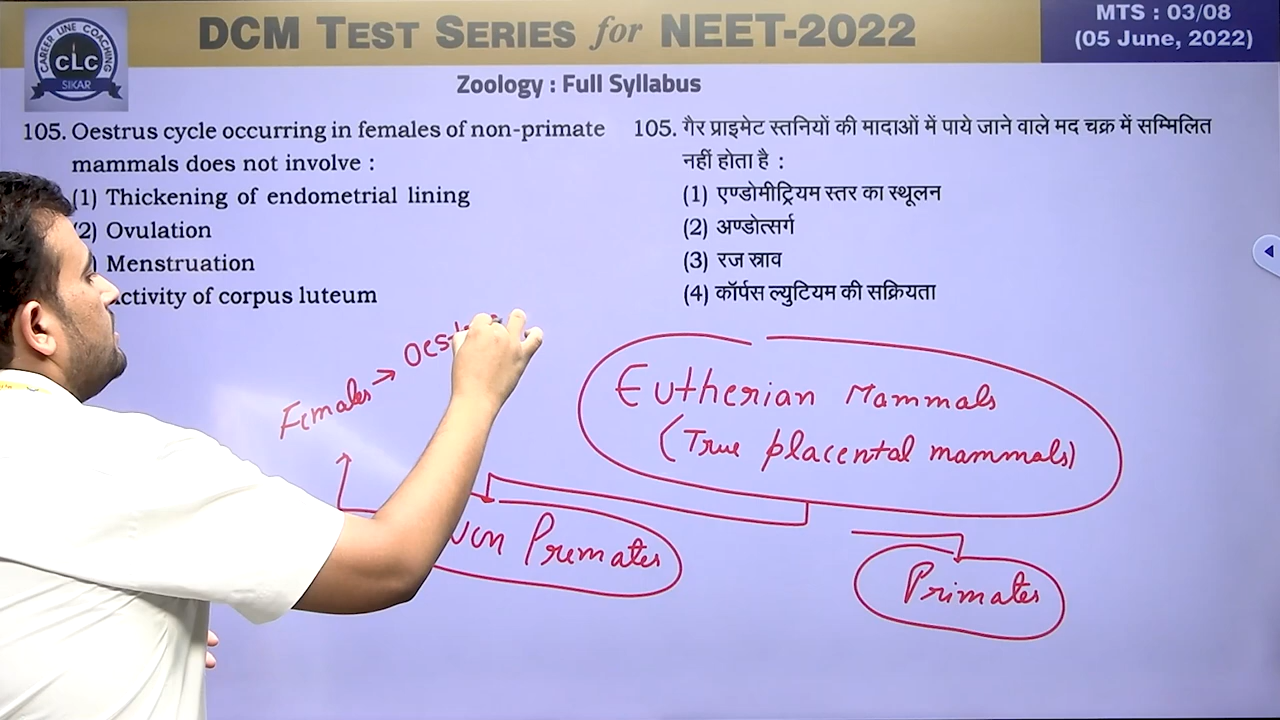 CAREER LINE COACHING
CLC
SIKAR
DCM TEST SERIES for NEET-2022
MTS : 03/08
(05 June, 2022)
Zoology : Full Syllabus
105. Oestrus cycle occurring in females of non-primate
mammals does not involve :
(1) Thickening of endometrial lining
2) Ovulation
) Menstruation
ctivity of corpus luteum
105. गैर प्राइमेट स्तनियों की मादाओं में पाये जाने वाले मद चक्र में सम्मिलित
नहीं होता है :
(1) एण्डोमीट्रियम स्तर का स्थूलन
(2) अण्डोत्सर्ग
(3) रज स्राव
(4) कॉर्पस ल्युटियम की सक्रियता
Females → Oest
Eutherian Mammals
(True placental mammals)
Non Premates
Primates